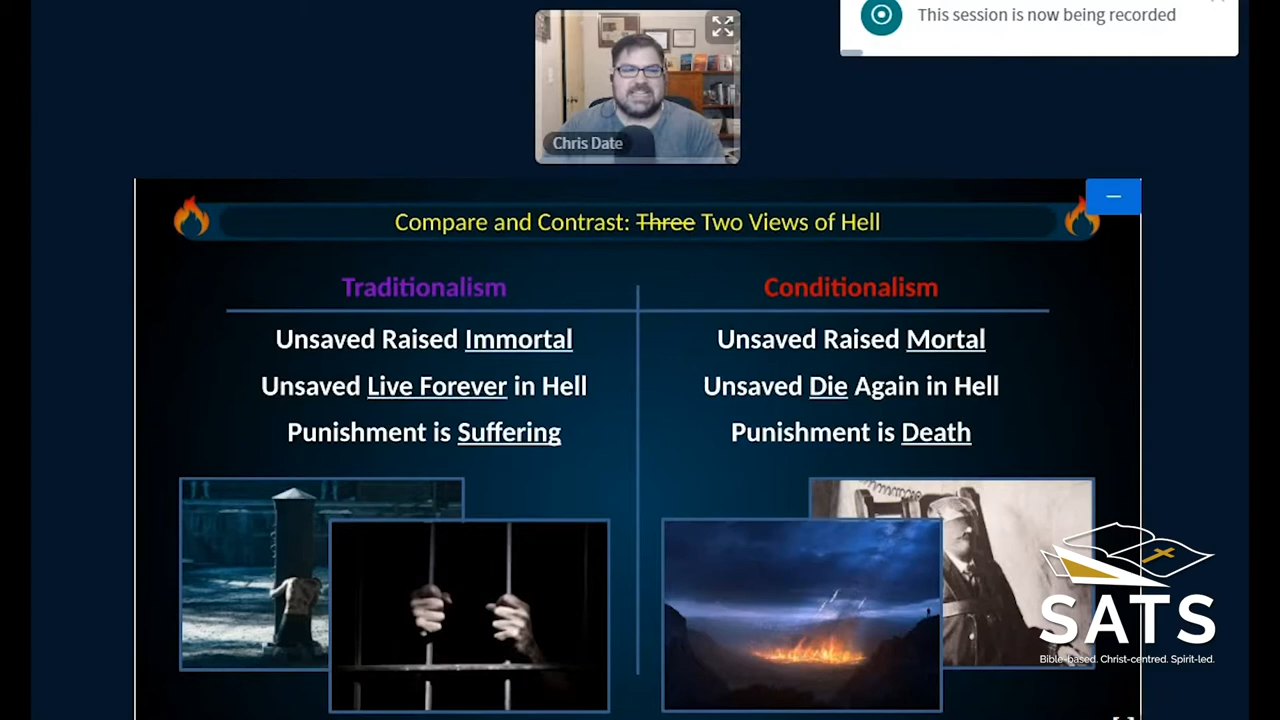 This session is now being recorded
Chris Date
Compare and Contrast: Three Two Views of Hell
Traditionalism
Unsaved Raised Immortal
Unsaved Live Forever in Hell
Punishment is Suffering
Conditionalism
Unsaved Raised Mortal
Unsaved Die Again in Hell
Punishment is Death
SATS
Bible-based. Christ-centred. Spirit-led.